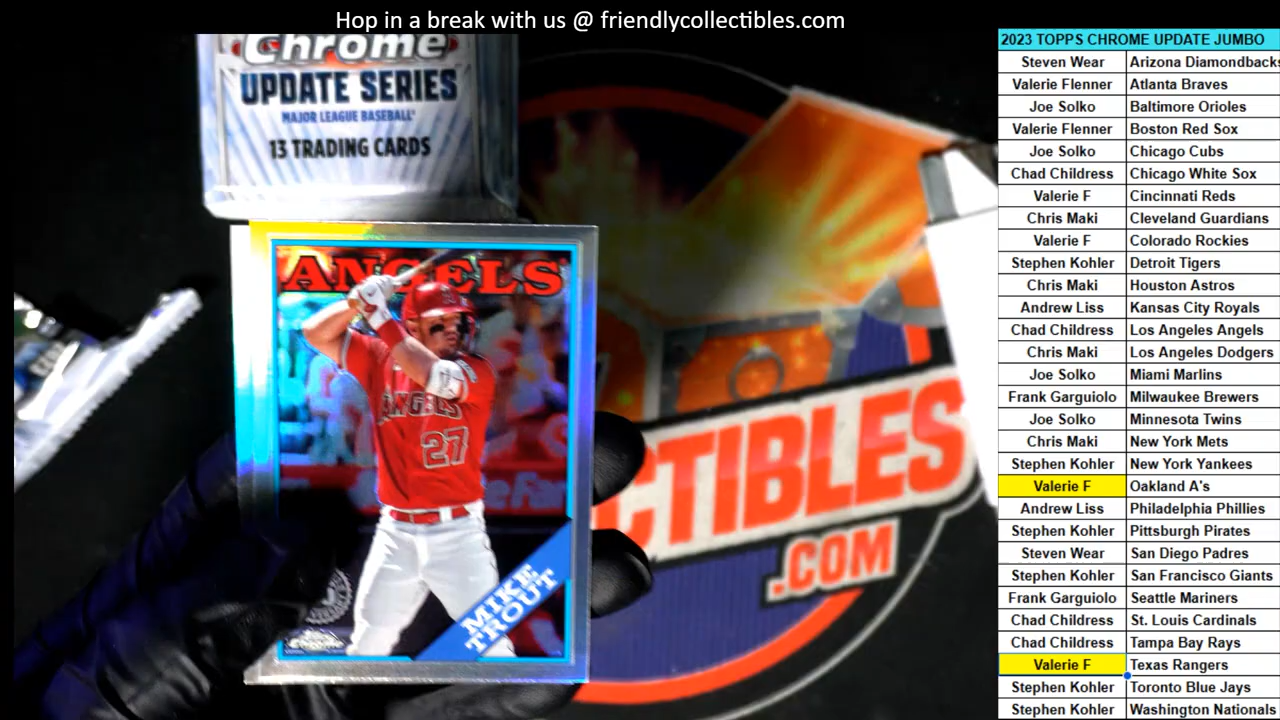 Hop in a break with us @ friendlycollectibles.com
Chrome
UPDATE SERIES
MAJOR LEAGUE BASEBALL
13 TRADING CARDS
ANGELS
ANGELS
27
MIKE
TROUT
Chrome
CTIBLES
.COM
2023 TOPPS CHROME UPDATE JUMBO
Steven Wear Arizona Diamondbacks
Valerie Flenner Atlanta Braves
Joe Solko Baltimore Orioles
Valerie Flenner Boston Red Sox
Joe Solko Chicago Cubs
Chad Childress Chicago White Sox
Valerie F Cincinnati Reds
Chris Maki Cleveland Guardians
Valerie F Colorado Rockies
Stephen Kohler Detroit Tigers
Chris Maki Houston Astros
Andrew Liss Kansas City Royals
Chad Childress Los Angeles Angels
Chris Maki Los Angeles Dodgers
Joe Solko Miami Marlins
Frank Garguiolo Milwaukee Brewers
Joe Solko Minnesota Twins
Chris Maki New York Mets
Stephen Kohler New York Yankees
Valerie F Oakland A's
Andrew Liss Philadelphia Phillies
Stephen Kohler Pittsburgh Pirates
Steven Wear San Diego Padres
Stephen Kohler San Francisco Giants
Frank Garguiolo Seattle Mariners
Chad Childress St. Louis Cardinals
Chad Childress Tampa Bay Rays
Valerie F Texas Rangers
Stephen Kohler Toronto Blue Jays
Stephen Kohler Washington Nationals